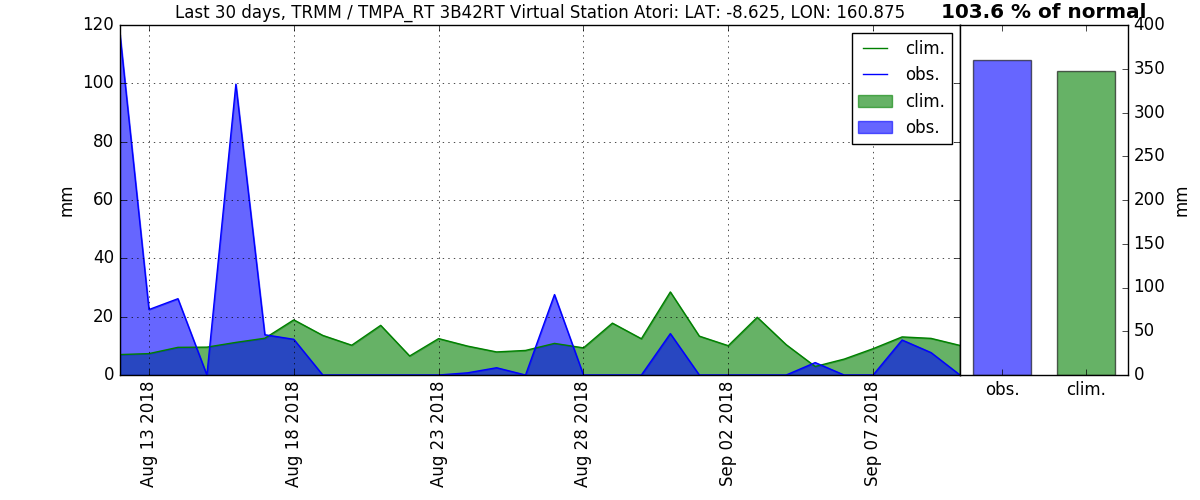 Last 30 days, TRMM / TMPA_RT 3B42RT Virtual Station Atori: LAT: -8.625, LON: 160.875
103.6 % of normal
120
100
80
60
40
20
0
mm
clim.
obs.
clim.
obs.
Aug 13 2018
Aug 18 2018
Aug 23 2018
Aug 28 2018
Sep 02 2018
Sep 07 2018
400
350
300
250
200
150
100
50
0
mm
obs.
clim.